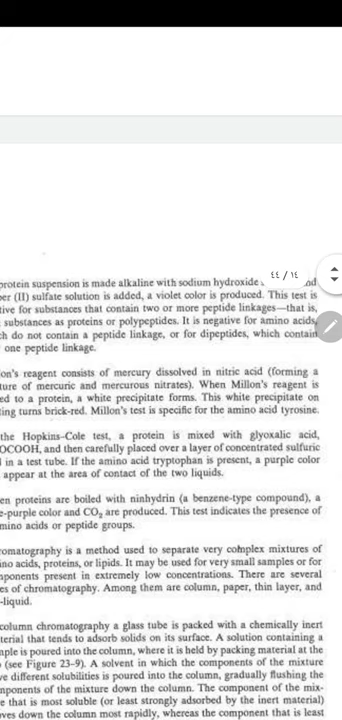 ١٤ / ٤٤
protein suspension is made alkaline with sodium hydroxide
er (II) sulfate solution is added, a violet color is produced. This test is
tive for substances that contain two or more peptide linkages—that is,
substances as proteins or polypeptides. It is negative for amino acids,
ch do not contain a peptide linkage, or for dipeptides, which contain
one peptide linkage.
on's reagent consists of mercury dissolved in nitric acid (forming a
ture of mercuric and mercurous nitrates). When Millon's reagent is
ed to a protein, a white precipitate forms. This white precipitate on
ting turns brick-red. Millon's test is specific for the amino acid tyrosine.
the Hopkins-Cole test, a protein is mixed with glyoxalic acid,
OCOOH, and then carefully placed over a layer of concentrated sulfuric
l in a test tube. If the amino acid tryptophan is present, a purple color
appear at the area of contact of the two liquids.
en proteins are boiled with ninhydrin (a benzene-type compound), a
e-purple color and CO₂ are produced. This test indicates the presence of
mino acids or peptide groups.
omatography is a method used to separate very complex mixtures of
ino acids, proteins, or lipids. It may be used for very small samples or for
mponents present in extremely low concentrations. There are several
es of chromatography. Among them are column, paper, thin layer, and
-liquid.
column chromatography a glass tube is packed with a chemically inert
terial that tends to adsorb solids on its surface. A solution containing a
mple is poured into the column, where it is held by packing material at the
(see Figure 23-9). A solvent in which the components of the mixture
ve different solubilities is poured into the column, gradually flushing the
mponents of the mixture down the column. The component of the mix-
e that is most soluble (or least strongly adsorbed by the inert material)
oves down the column most rapidly, whereas the component that is least